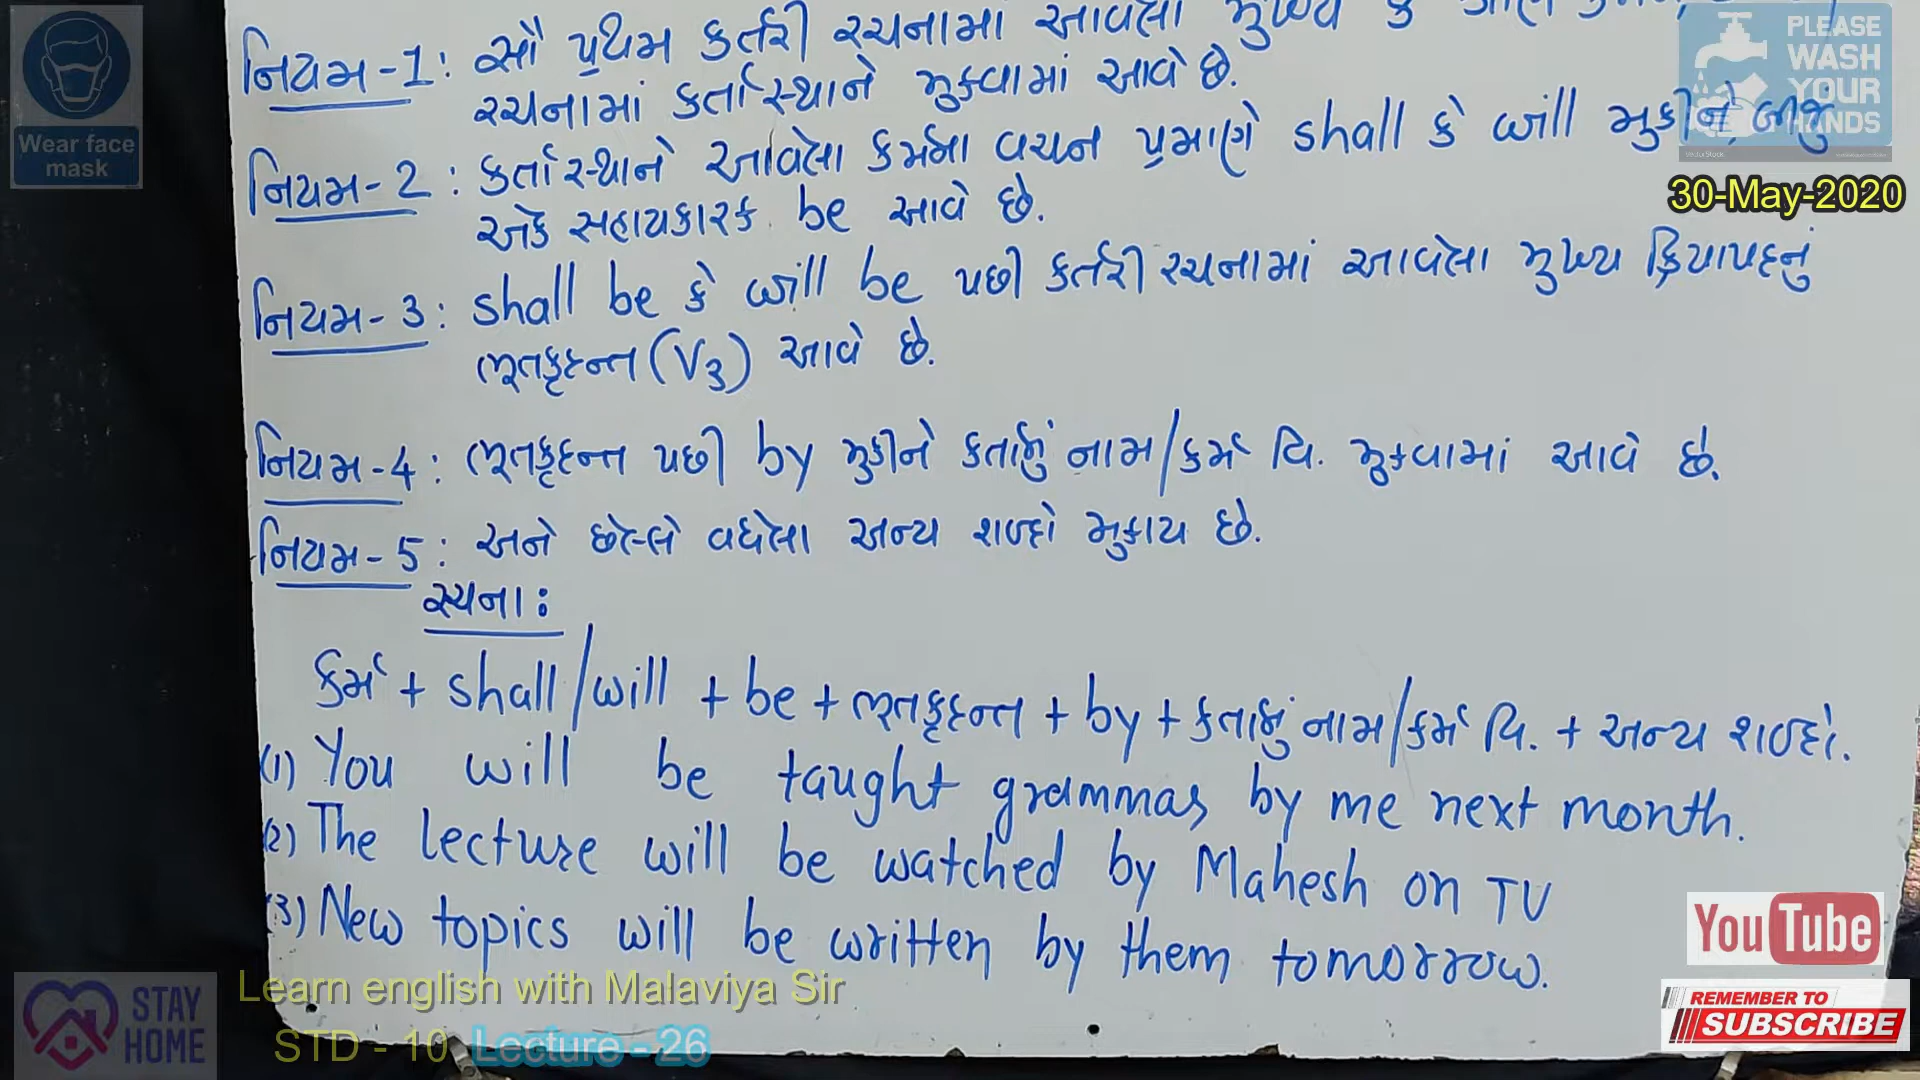 નિયમ-1: સૌ પ્રથમ કર્તરી રચનામાં આવેલા મુખ્ય કે
રચનામાં કર્તાસ્થાને મુકવામાં આવે છે.
નિયમ-2: કર્તાસ્થાને આવેલા કર્મના વચન પ્રમાણે shall કે will મુકીને બીજુ
એક સહાયકારક be આવે છે.
નિયમ-3: shall be કે will be પછી કર્તરી રચનામાં આવેલા મુખ્ય ક્રિયાપદનું
ભૂતકૃદન્ત (V3) આવે છે.
નિયમ-4: ભૂતકૃદન્ત પછી by મુકીને કર્તાનું નામ/કર્મ વિ. મુકવામાં આવે છે.
નિયમ-5: અને છેલ્લે વધેલા અન્ય શબ્દો મુકાય છે.
રચના:
કર્મ + shall/will + be + ભૂતકૃદન્ત + by + કર્તાનું નામ/કર્મ વિ. + અન્ય શબ્દો.
(1) You will be taught grammar by me next month.
(2) The lecture will be watched by Mahesh on TV
(3) New topics will be written by them tomorrow.
Wear face
mask
PLEASE
WASH
YOUR
HANDS
30-May-2020
STAY
HOME
Learn english with Malaviya Sir
STD - 10 Lecture - 26
YouTube
REMEMBER TO
SUBSCRIBE